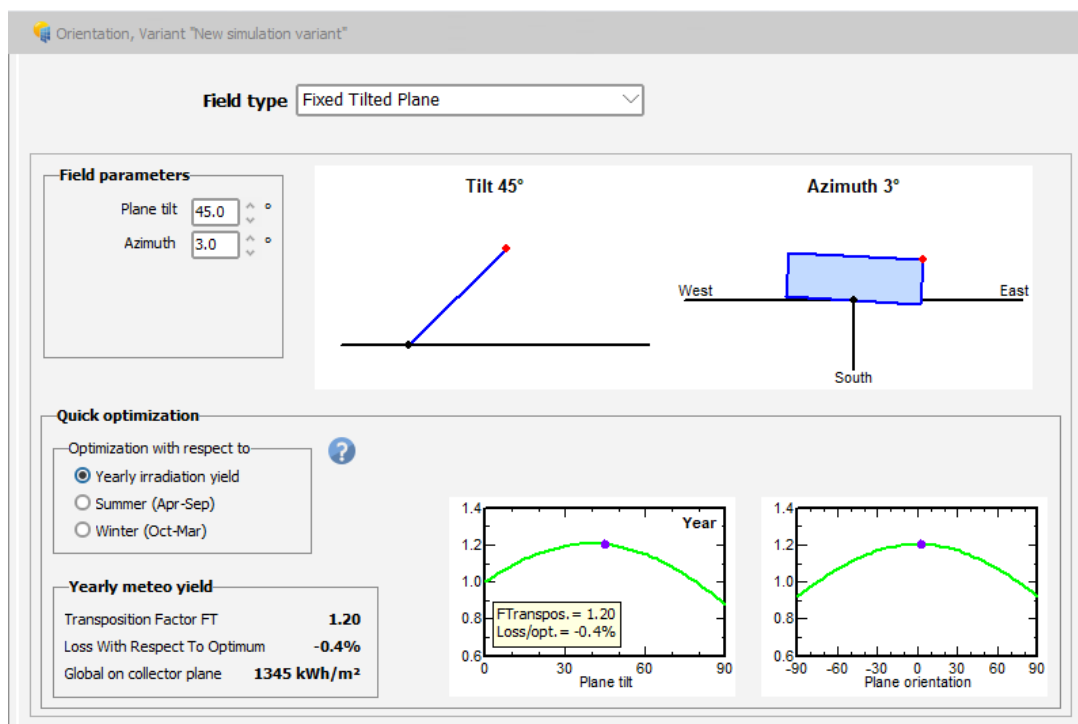 Orientation, Variant "New simulation variant"
Field type Fixed Tilted Plane
Field parameters
Plane tilt 45.0 °
Azimuth 3.0 °
Tilt 45°
Azimuth 3°
West East
South
Quick optimization
Optimization with respect to
Yearly irradiation yield
Summer (Apr-Sep)
Winter (Oct-Mar)
?
Yearly meteo yield
Transposition Factor FT 1.20
Loss With Respect To Optimum -0.4%
Global on collector plane 1345 kWh/m²
1.4
Year
1.2
1.0
0.8
FTranspos. = 1.20
Loss/opt. = -0.4%
0.6
0 30 60 90
Plane tilt
1.4
1.2
1.0
0.8
0.6
-90 -60 -30 0 30 60 90
Plane orientation